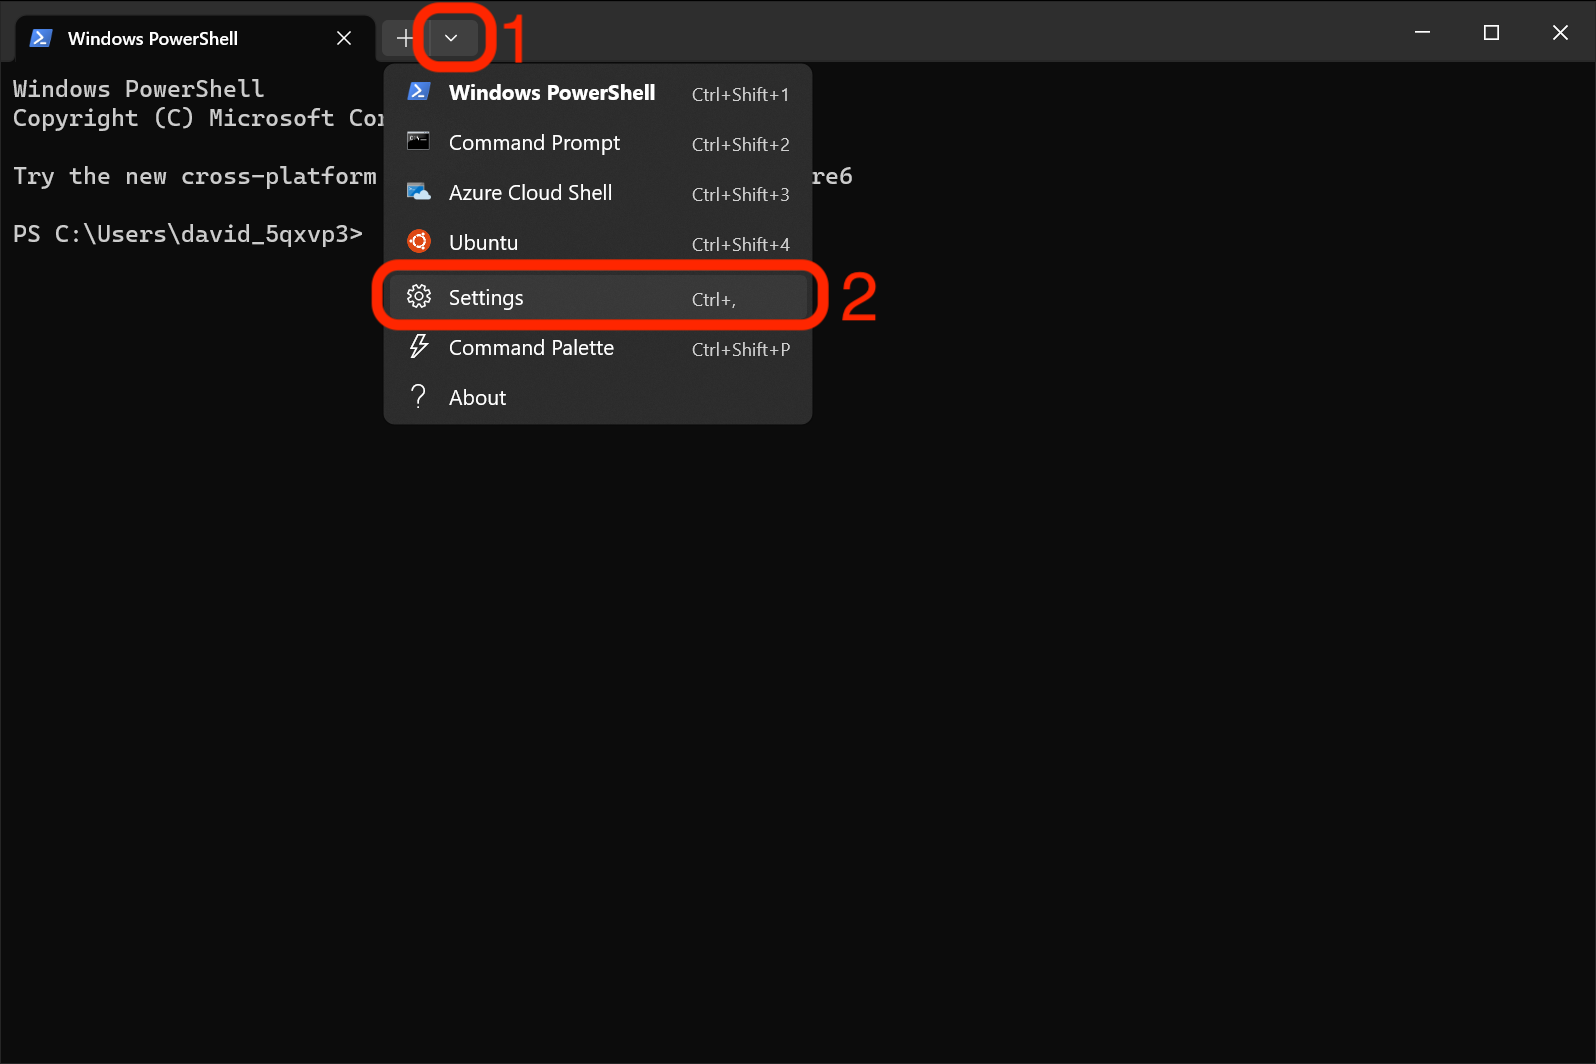 Windows PowerShell
1
Windows PowerShell
Copyright (C) Microsoft
Try the new cross-platform
PS C:\Users\david_5qxvp3>
Windows PowerShell Ctrl+Shift+1
Command Prompt Ctrl+Shift+2
Azure Cloud Shell Ctrl+Shift+3
re6
Ubuntu Ctrl+Shift+4
Settings Ctrl+,
2
Command Palette Ctrl+Shift+P
About